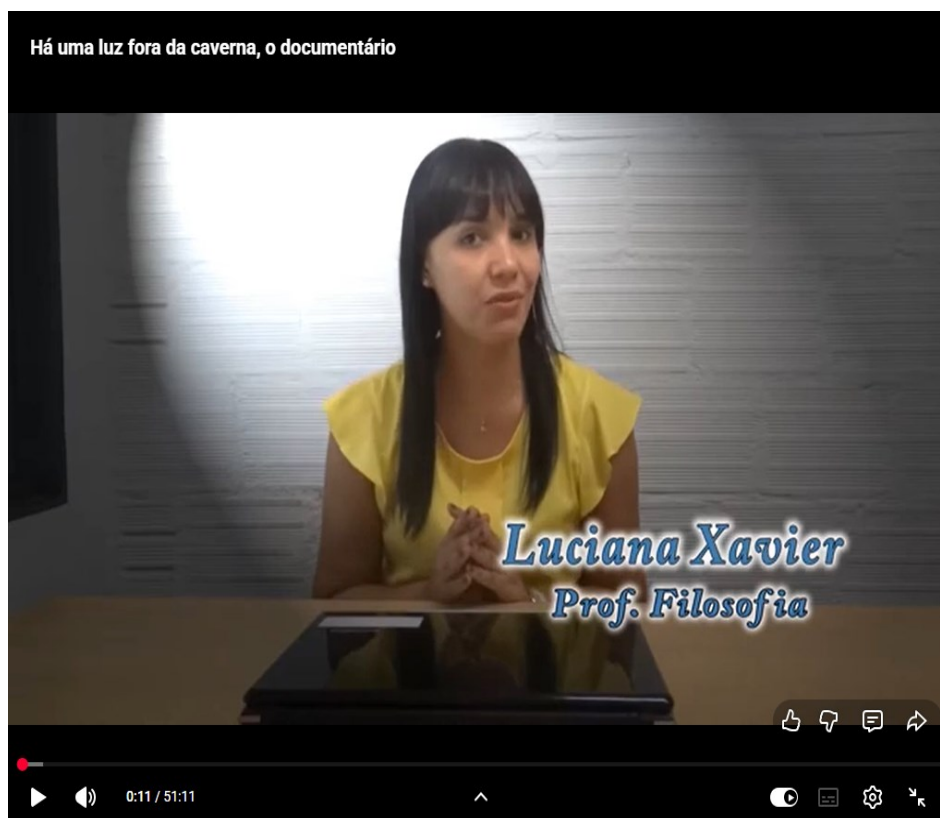 Há uma luz fora da caverna, o documentário
Luciana Xavier
Prof. Filosofia
0:11 / 51:11